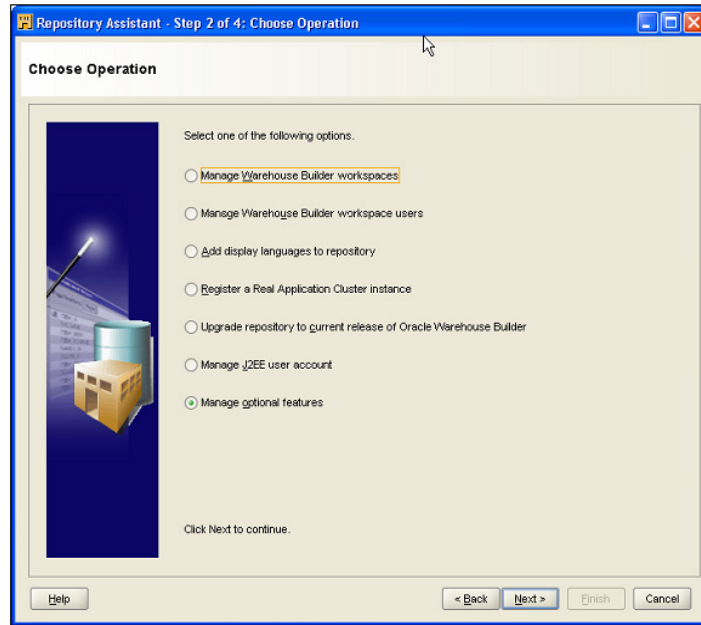 Repository Assistant - Step 2 of 4: Choose Operation
Choose Operation
Select one of the following options.
Manage Warehouse Builder workspaces
Manage Warehouse Builder workspace users
Add display languages to repository
Register a Real Application Cluster instance
Upgrade repository to current release of Oracle Warehouse Builder
Manage J2EE user account
Manage optional features
Click Next to continue.
Help
< Back
Next >
Finish
Cancel